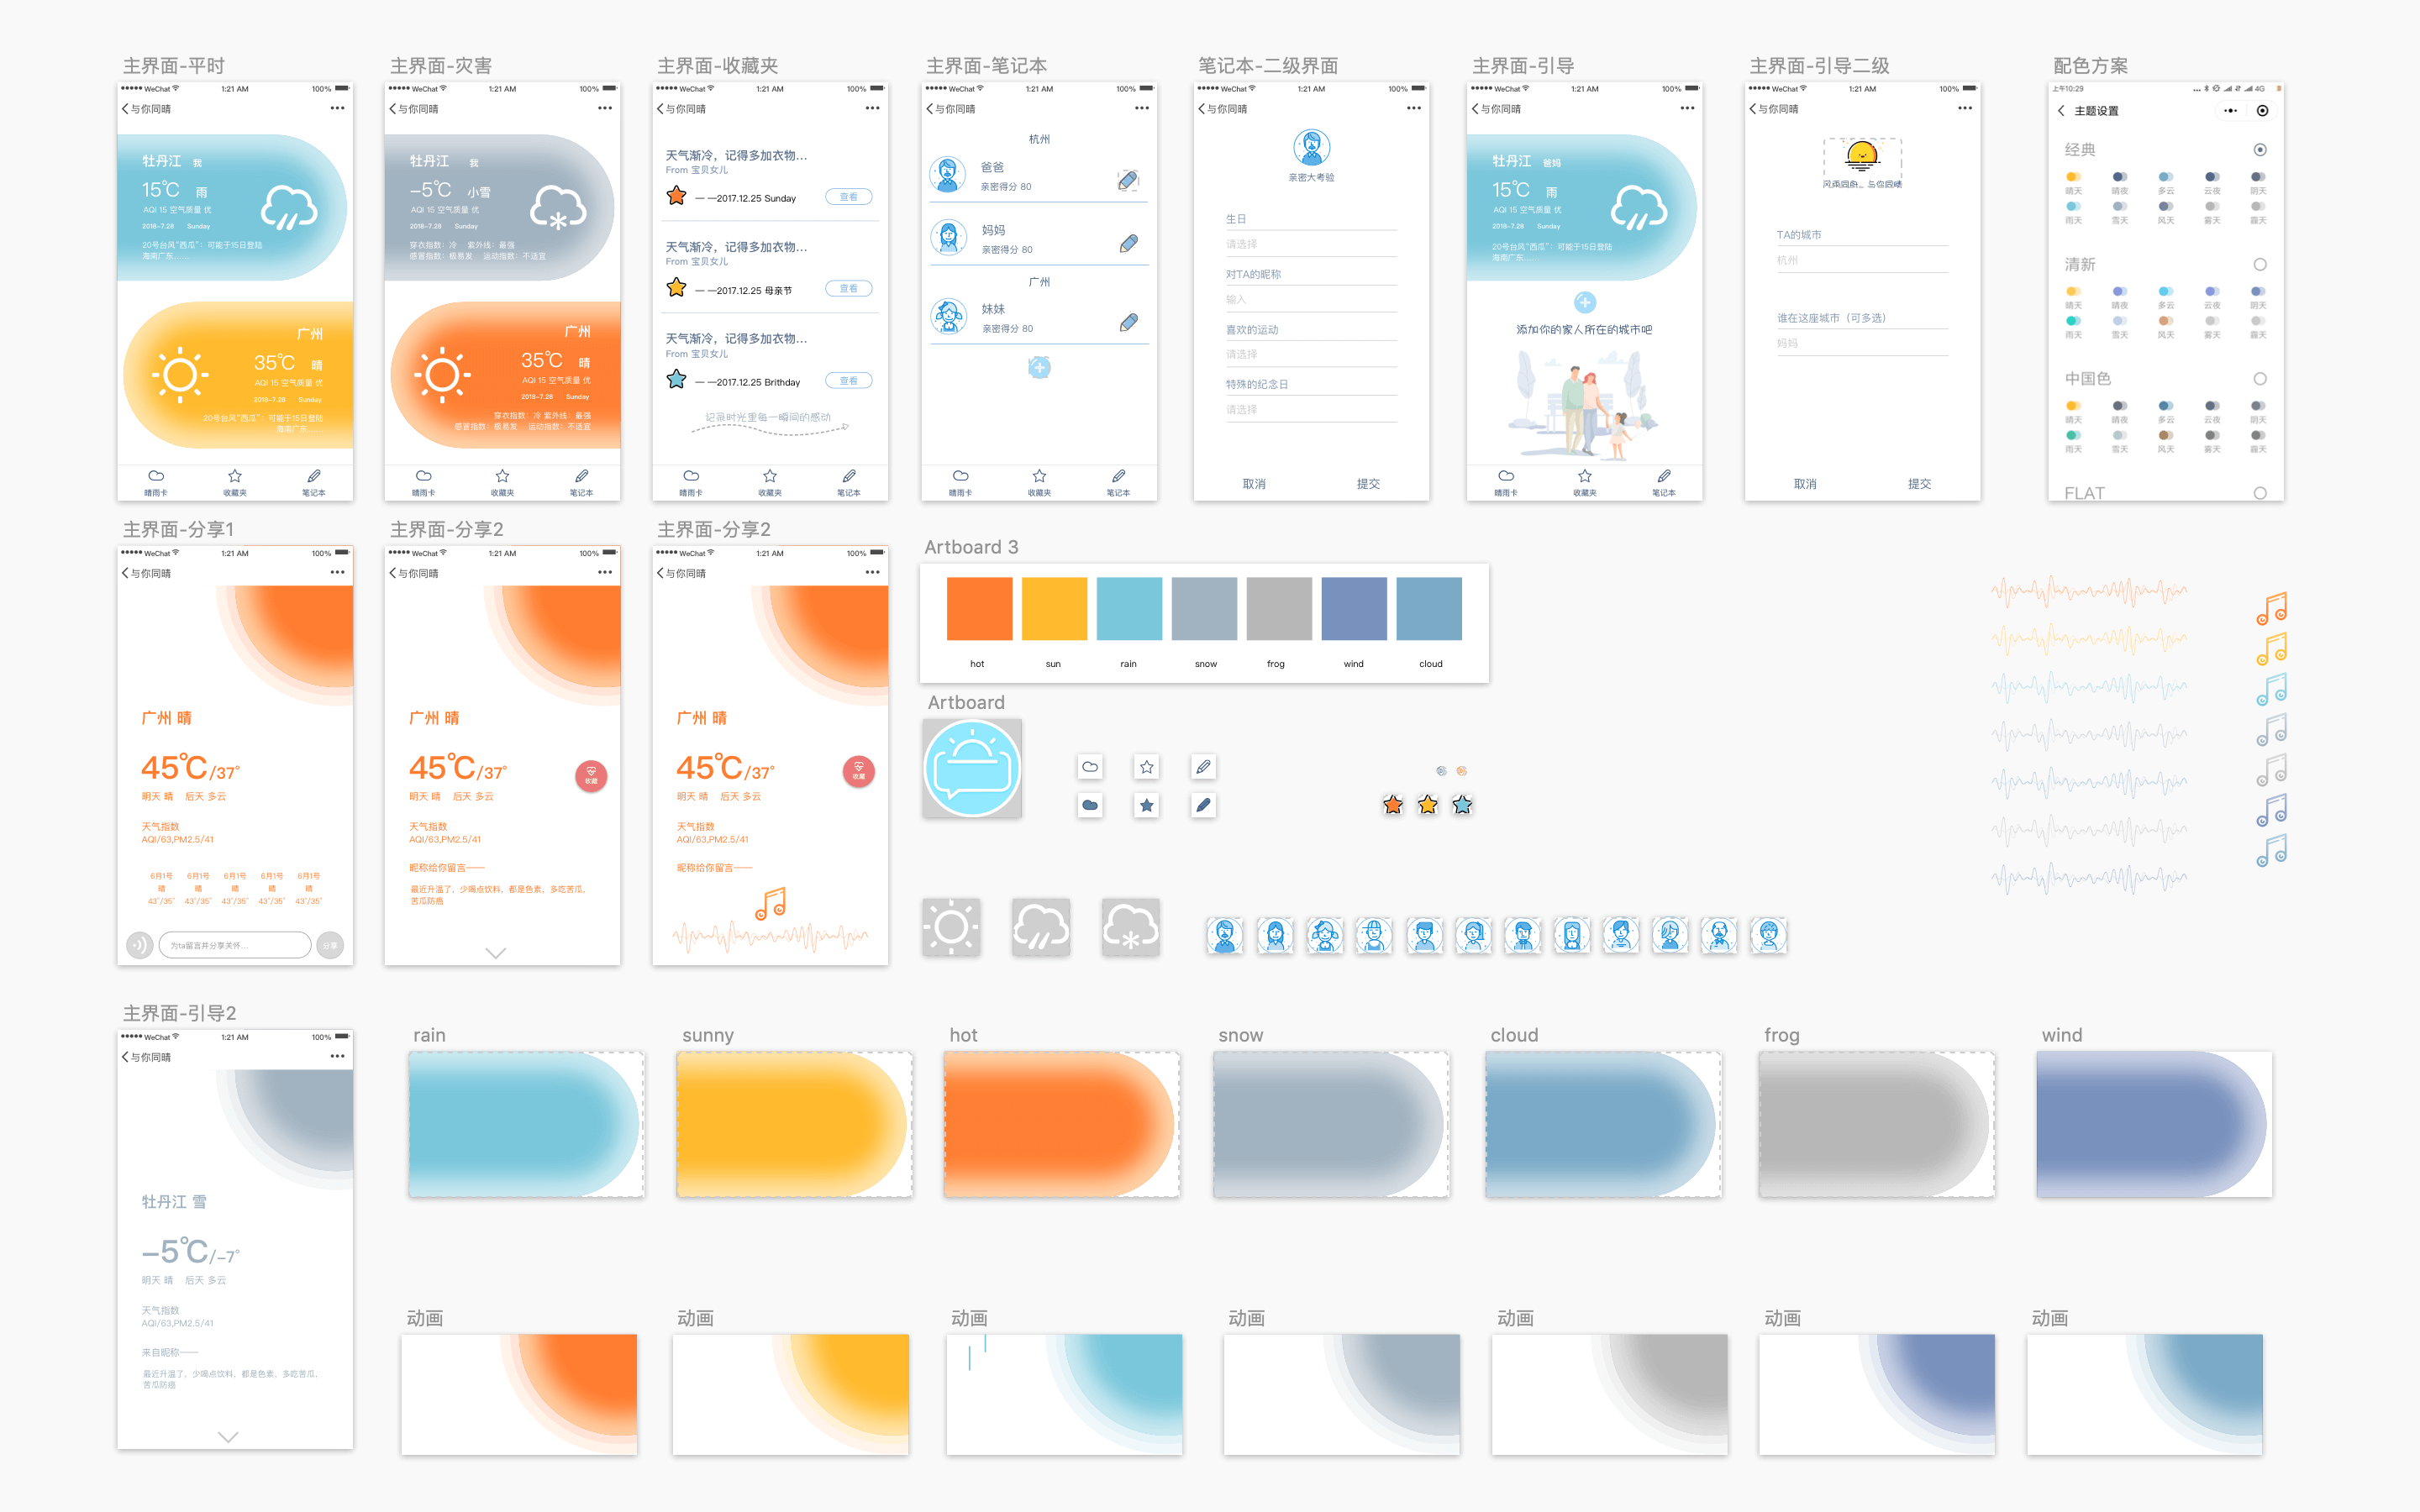 主界面-平时
WeChat 1:21 AM 100%
与你同晴
牡丹江 我
15℃ 雨
AQI 15 空气质量 优
2018-7.28 Sunday
20号台风“西瓜”：可能于15日登陆
海南广东……
广州
35℃ 晴
AQI 15 空气质量 优
2018-7.28 Sunday
20号台风“西瓜”：可能于15日登陆
海南广东……
晴雨卡 收藏夹 笔记本
主界面-灾害
WeChat 1:21 AM 100%
与你同晴
牡丹江 我
-5℃ 小雪
AQI 15 空气质量 优
2018-7.28 Sunday
穿衣指数：冷 紫外线：最强
感冒指数：极易发 运动指数：不适宜
广州
35℃ 晴
AQI 15 空气质量 优
2018-7.28 Sunday
穿衣指数：冷 紫外线：最强
感冒指数：极易发 运动指数：不适宜
晴雨卡 收藏夹 笔记本
主界面-收藏夹
WeChat 1:21 AM 100%
与你同晴
天气渐冷，记得多加衣物...
From 宝贝女儿
— —2017.12.25 Sunday 查看
天气渐冷，记得多加衣物...
From 宝贝女儿
— —2017.12.25 母亲节 查看
天气渐冷，记得多加衣物...
From 宝贝女儿
— —2017.12.25 Brithday 查看
记录时光里每一瞬间的感动
晴雨卡 收藏夹 笔记本
主界面-笔记本
WeChat 1:21 AM 100%
与你同晴
杭州
爸爸
亲密得分 80
妈妈
亲密得分 80
广州
妹妹
亲密得分 80
晴雨卡 收藏夹 笔记本
笔记本-二级界面
WeChat 1:21 AM 100%
与你同晴
亲密大考验
生日
请选择
对TA的昵称
输入
喜欢的运动
请选择
特殊的纪念日
请选择
取消 提交
主界面-引导
WeChat 1:21 AM 100%
与你同晴
牡丹江 爸妈
15℃ 雨
AQI 15 空气质量 优
2018-7.28 Sunday
20号台风“西瓜”：可能于15日登陆
海南广东……
添加你的家人所在的城市吧
晴雨卡 收藏夹 笔记本
主界面-引导二级
WeChat 1:21 AM 100%
与你同晴
TA的城市
杭州
谁在这座城市（可多选）
妈妈
取消 提交
配色方案
上午10:29 4G
主题设置
经典
晴天 晴夜 多云 云夜 阴天
雨天 雪天 风天 雾天 霾天
清新
晴天 晴夜 多云 云夜 阴天
雨天 雪天 风天 雾天 霾天
中国色
晴天 晴夜 多云 云夜 阴天
雨天 雪天 风天 雾天 霾天
FLAT
主界面-分享1
WeChat 1:21 AM 100%
与你同晴
广州 晴
45℃/37°
明天 晴 后天 多云
天气指数
AQI/63,PM2.5/41
6月1号 6月1号 6月1号 6月1号 6月1号
晴 晴 晴 晴 晴
43°/35° 43°/35° 43°/35° 43°/35° 43°/35°
为ta留言并分享关怀... 分享
主界面-分享2
WeChat 1:21 AM 100%
与你同晴
广州 晴
45℃/37°
收藏
明天 晴 后天 多云
天气指数
AQI/63,PM2.5/41
昵称给你留言——
最近升温了，少喝点饮料，都是色素，多吃苦瓜，
苦瓜防癌
主界面-分享2
WeChat 1:21 AM 100%
与你同晴
广州 晴
45℃/37°
收藏
明天 晴 后天 多云
天气指数
AQI/63,PM2.5/41
昵称给你留言——
Artboard 3
hot sun rain snow frog wind cloud
Artboard
主界面-引导2
WeChat 1:21 AM 100%
与你同晴
牡丹江 雪
-5℃/-7°
明天 晴 后天 多云
天气指数
AQI/63,PM2.5/41
来自昵称——
最近升温了，少喝点饮料，都是色素，多吃苦瓜，
苦瓜防癌
rain sunny hot snow cloud frog wind
动画 动画 动画 动画 动画 动画 动画